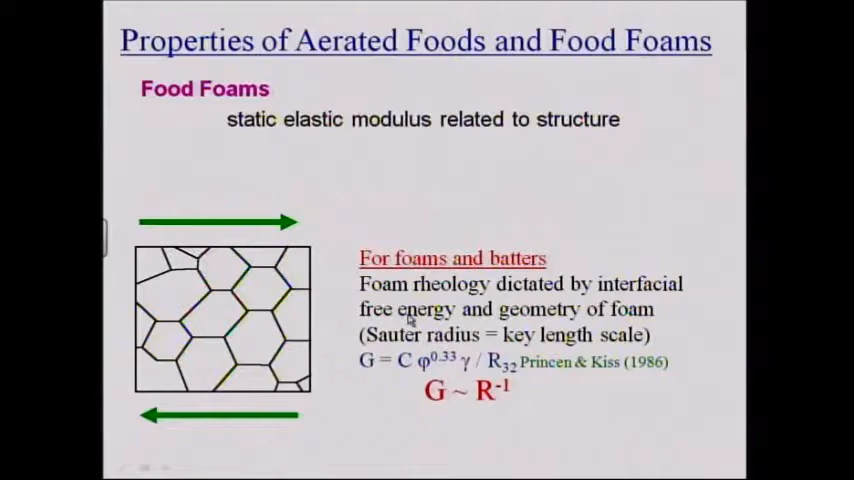 Properties of Aerated Foods and Food Foams
Food Foams
static elastic modulus related to structure
For foams and batters
Foam rheology dictated by interfacial
free energy and geometry of foam
(Sauter radius = key length scale)
G = C φ^0.33 γ / R_32 Princen & Kiss (1986)
G ~ R^-1